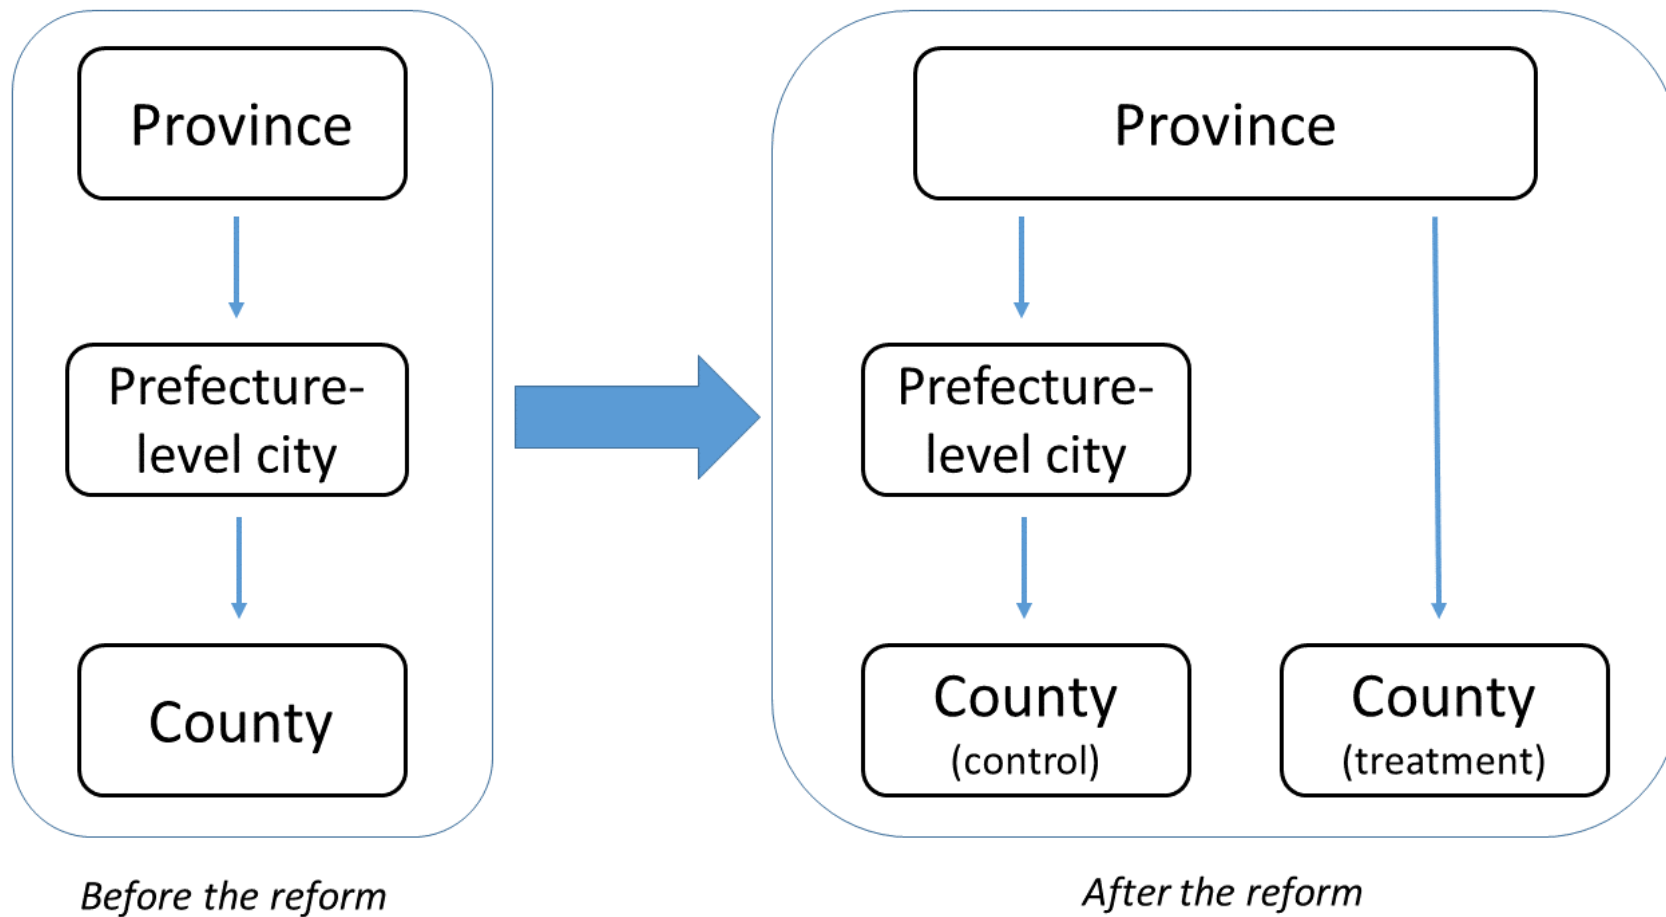 Province
Prefecture-
level city
County
Before the reform
Province
Prefecture-
level city
County
(control)
County
(treatment)
After the reform